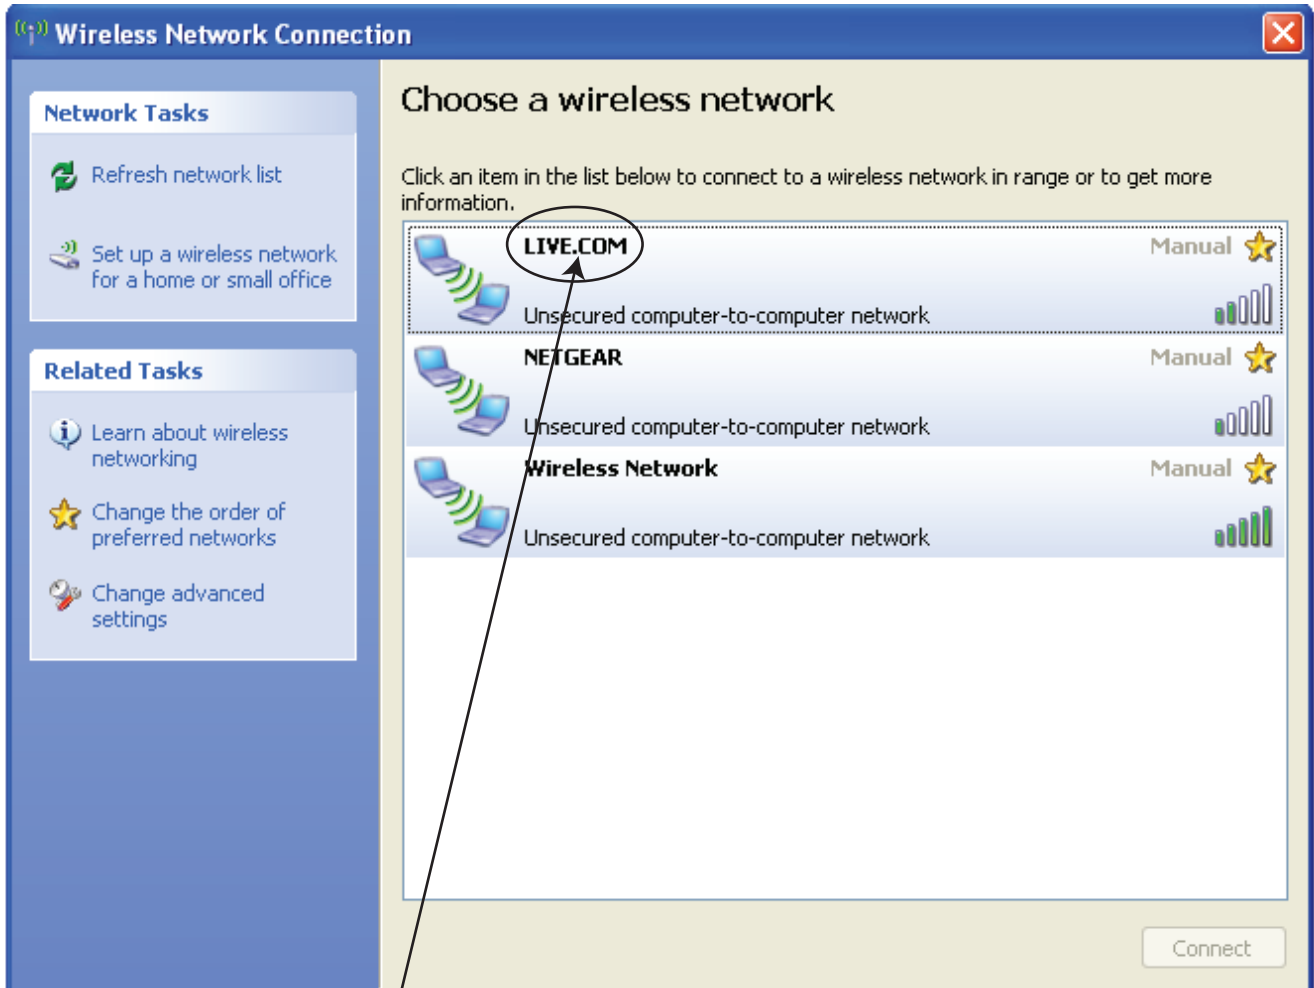 Wireless Network Connection
Network Tasks
Refresh network list
Set up a wireless network
for a home or small office
Related Tasks
Learn about wireless
networking
Change the order of
preferred networks
Change advanced
settings
Choose a wireless network
Click an item in the list below to connect to a wireless network in range or to get more
information.
LIVE.COM
Manual
Unsecured computer-to-computer network
NETGEAR
Manual
Unsecured computer-to-computer network
Wireless Network
Manual
Unsecured computer-to-computer network
Connect